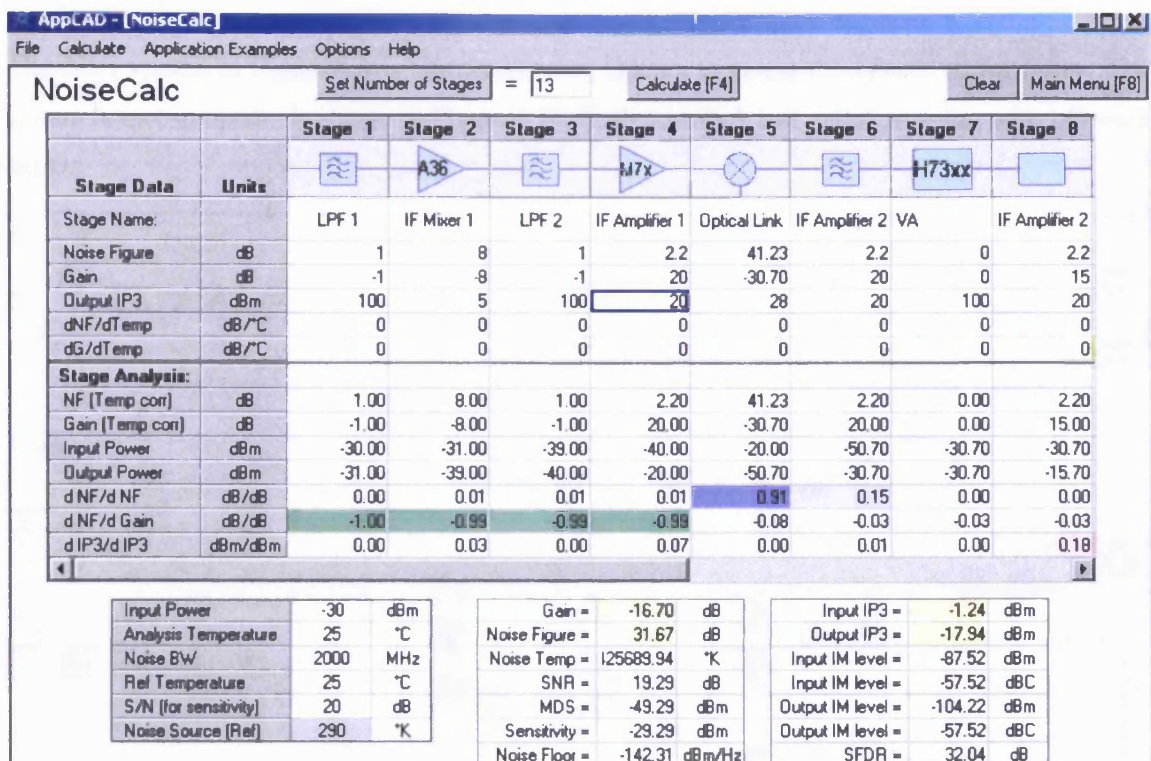 AppCAD - [NoiseCalc]
File Calculate Application Examples Options Help
NoiseCalc Set Number of Stages = 13 Calculate [F4] Clear Main Menu [F8]
Stage 1 Stage 2 Stage 3 Stage 4 Stage 5 Stage 6 Stage 7 Stage 8
A36 M7x H73xx
Stage Data Units
Stage Name: LPF 1 IF Mixer 1 LPF 2 IF Amplifier 1 Optical Link IF Amplifier 2 VA IF Amplifier 2
Noise Figure dB 1 8 1 2.2 41.23 2.2 0 2.2
Gain dB -1 -8 -1 20 -30.70 20 0 15
Output IP3 dBm 100 5 100 20 28 20 100 20
dNF/dTemp dB/°C 0 0 0 0 0 0 0 0
dG/dTemp dB/°C 0 0 0 0 0 0 0 0
Stage Analysis:
NF (Temp corr) dB 1.00 8.00 1.00 2.20 41.23 2.20 0.00 2.20
Gain (Temp corr) dB -1.00 -8.00 -1.00 20.00 -30.70 20.00 0.00 15.00
Input Power dBm -30.00 -31.00 -39.00 -40.00 -20.00 -50.70 -30.70 -30.70
Output Power dBm -31.00 -39.00 -40.00 -20.00 -50.70 -30.70 -30.70 -15.70
d NF/d NF dB/dB 0.00 0.01 0.01 0.01 0.91 0.15 0.00 0.00
d NF/d Gain dB/dB -1.00 -0.99 -0.99 -0.99 -0.08 -0.03 -0.03 -0.03
d IP3/d IP3 dBm/dBm 0.00 0.03 0.00 0.07 0.00 0.01 0.00 0.18
Input Power -30 dBm Gain = -16.70 dB Input IP3 = -1.24 dBm
Analysis Temperature 25 °C Noise Figure = 31.67 dB Output IP3 = -17.94 dBm
Noise BW 2000 MHz Noise Temp = 125689.94 °K Input IM level = -87.52 dBm
Ref Temperature 25 °C SNR = 19.29 dB Input IM level = -57.52 dBC
S/N (for sensitivity) 20 dB MDS = -49.29 dBm Output IM level = -104.22 dBm
Noise Source (Ref) 290 °K Sensitivity = -29.29 dBm Output IM level = -57.52 dBC
Noise Floor = -142.31 dBm/Hz SFDR = 32.04 dB